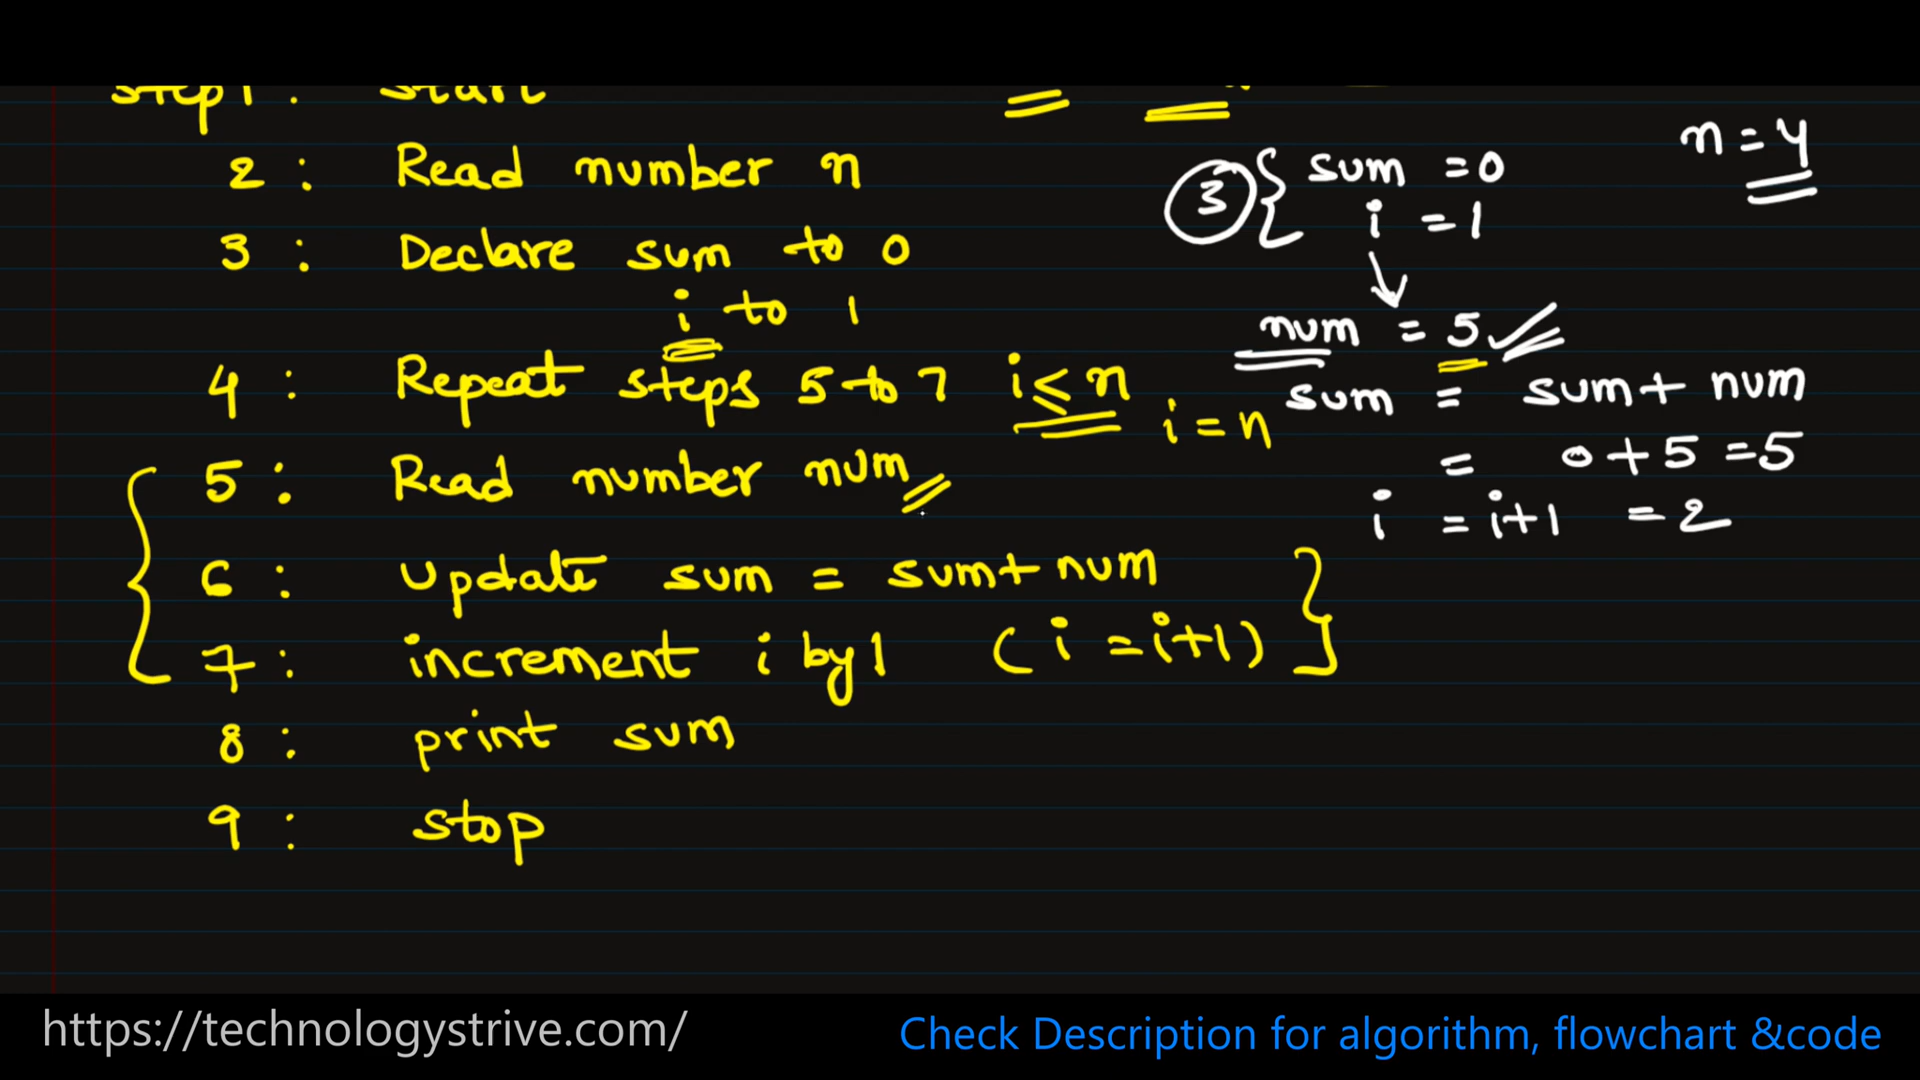 step1 : start
2 : Read number n
3 : Declare sum to 0
i to 1
4 : Repeat steps 5 to 7 i ≤ n i = n
5 : Read number num
6 : Update sum = sum + num
7 : increment i by 1 ( i = i+1 )
8 : print sum
9 : stop
n = 4
3 { sum = 0
i = 1
num = 5
sum = sum + num
= 0 + 5 = 5
i = i+1 = 2
https://technologystrive.com/
Check Description for algorithm, flowchart &code